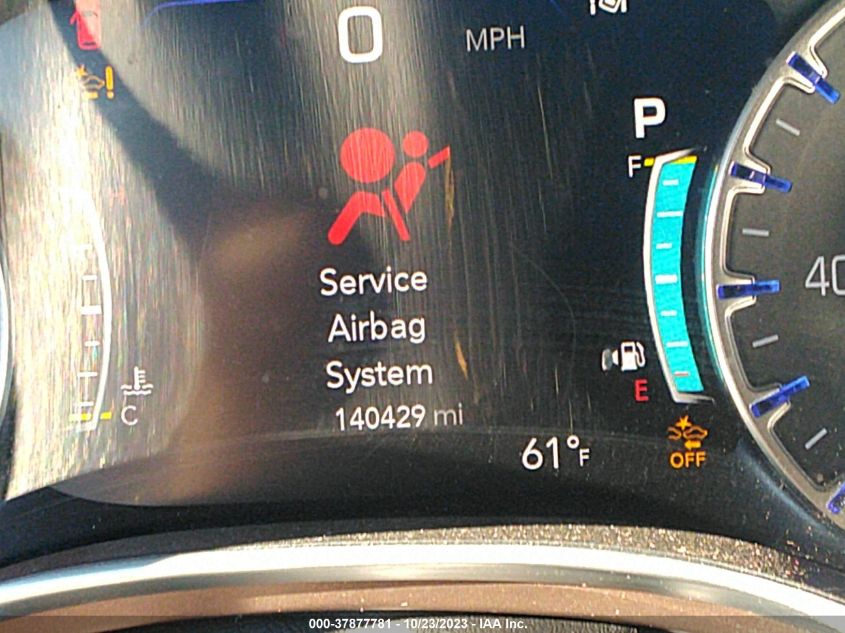 0 MPH
P
F
Service
Airbag
System
E
C
140429 mi
61°F
OFF
40
000-37877781 - 10/23/2023 - IAA Inc.